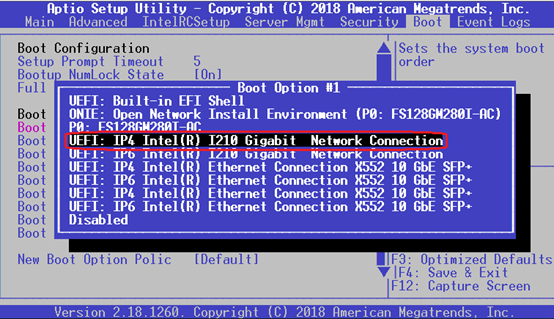 Aptio Setup Utility - Copyright (C) 2018 American Megatrends, Inc.
Main Advanced IntelRCSetup Server Mgmt Security Boot Event Logs
Boot Configuration
Sets the system boot
Setup Prompt Timeout 5
order
Bootup NumLock State [On]
Full
Boot Option #1
UEFI: Built-in EFI Shell
Boot ONIE: Open Network Install Environment (P0: FS128GM280I-AC)
Boot P0: FS128GM280I-AC
Boot UEFI: IP4 Intel(R) I210 Gigabit Network Connection
Boot UEFI: IP6 Intel(R) I210 Gigabit Network Connection
Boot UEFI: IP4 Intel(R) Ethernet Connection X552 10 GbE SFP+
Boot UEFI: IP6 Intel(R) Ethernet Connection X552 10 GbE SFP+
Boot UEFI: IP4 Intel(R) Ethernet Connection X552 10 GbE SFP+
Boot UEFI: IP6 Intel(R) Ethernet Connection X552 10 GbE SFP+
Boot Disabled
Boot
New Boot Option Polic [Default]
F3: Optimized Defaults
F4: Save & Exit
F12: Capture Screen
Version 2.18.1260. Copyright (C) 2018 American Megatrends, Inc.